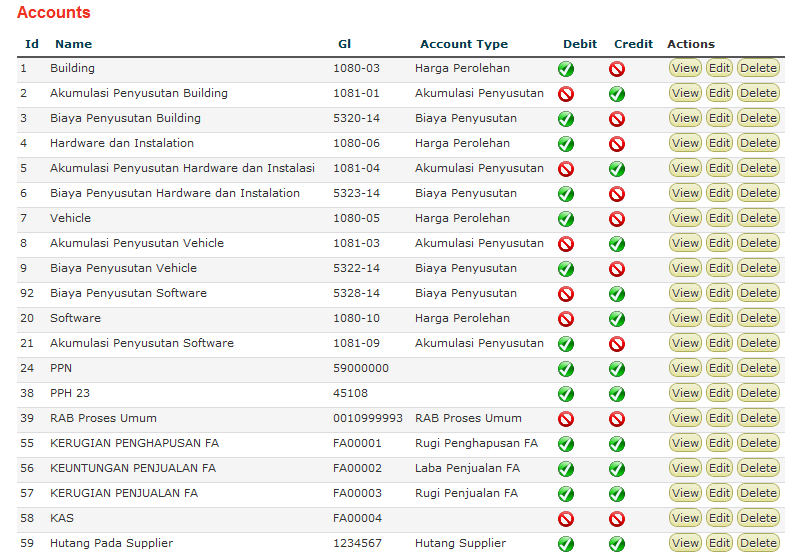 Accounts
Id Name Gl Account Type Debit Credit Actions
1 Building 1080-03 Harga Perolehan View Edit Delete
2 Akumulasi Penyusutan Building 1081-01 Akumulasi Penyusutan View Edit Delete
3 Biaya Penyusutan Building 5320-14 Biaya Penyusutan View Edit Delete
4 Hardware dan Instalation 1080-06 Harga Perolehan View Edit Delete
5 Akumulasi Penyusutan Hardware dan Instalasi 1081-04 Akumulasi Penyusutan View Edit Delete
6 Biaya Penyusutan Hardware dan Instalation 5323-14 Biaya Penyusutan View Edit Delete
7 Vehicle 1080-05 Harga Perolehan View Edit Delete
8 Akumulasi Penyusutan Vehicle 1081-03 Akumulasi Penyusutan View Edit Delete
9 Biaya Penyusutan Vehicle 5322-14 Biaya Penyusutan View Edit Delete
92 Biaya Penyusutan Software 5328-14 Biaya Penyusutan View Edit Delete
20 Software 1080-10 Harga Perolehan View Edit Delete
21 Akumulasi Penyusutan Software 1081-09 Akumulasi Penyusutan View Edit Delete
24 PPN 59000000 View Edit Delete
38 PPH 23 45108 View Edit Delete
39 RAB Proses Umum 0010999993 RAB Proses Umum View Edit Delete
55 KERUGIAN PENGHAPUSAN FA FA00001 Rugi Penghapusan FA View Edit Delete
56 KEUNTUNGAN PENJUALAN FA FA00002 Laba Penjualan FA View Edit Delete
57 KERUGIAN PENJUALAN FA FA00003 Rugi Penjualan FA View Edit Delete
58 KAS FA00004 View Edit Delete
59 Hutang Pada Supplier 1234567 Hutang Supplier View Edit Delete